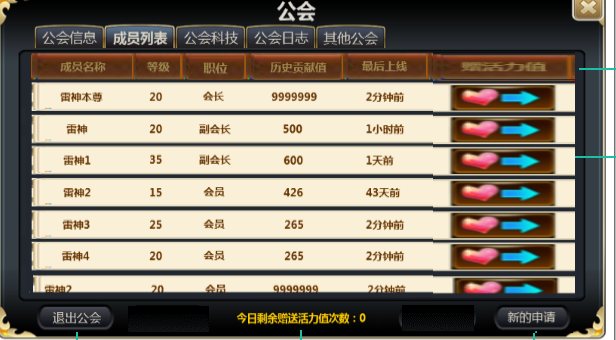 公会
公会信息 成员列表 公会科技 公会日志 其他公会
成员名称 等级 职位 历史贡献值 最后上线 赠活力值
雷神本尊 20 会长 9999999 2分钟前
雷神 20 副会长 500 1小时前
雷神1 35 副会长 600 1天前
雷神2 15 会员 426 43天前
雷神3 25 会员 265 2分钟前
雷神4 20 会员 265 2分钟前
雷神2 20 会员 9999999 2分钟前
退出公会 今日剩余赠送活力值次数：0 新的申请